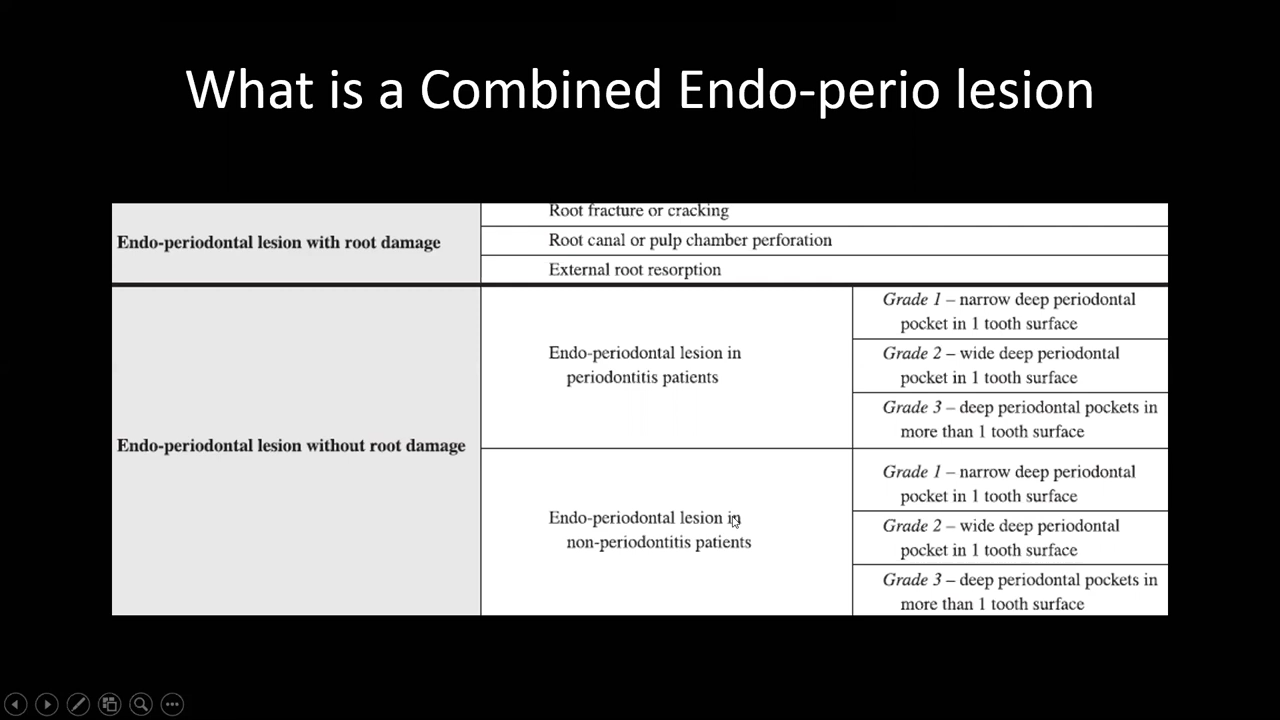 What is a Combined Endo-perio lesion
Root fracture or cracking
Endo-periodontal lesion with root damage
Root canal or pulp chamber perforation
External root resorption
Endo-periodontal lesion without root damage
Endo-periodontal lesion in
periodontitis patients
Grade 1 – narrow deep periodontal
pocket in 1 tooth surface
Grade 2 – wide deep periodontal
pocket in 1 tooth surface
Grade 3 – deep periodontal pockets in
more than 1 tooth surface
Endo-periodontal lesion in
non-periodontitis patients
Grade 1 – narrow deep periodontal
pocket in 1 tooth surface
Grade 2 – wide deep periodontal
pocket in 1 tooth surface
Grade 3 – deep periodontal pockets in
more than 1 tooth surface